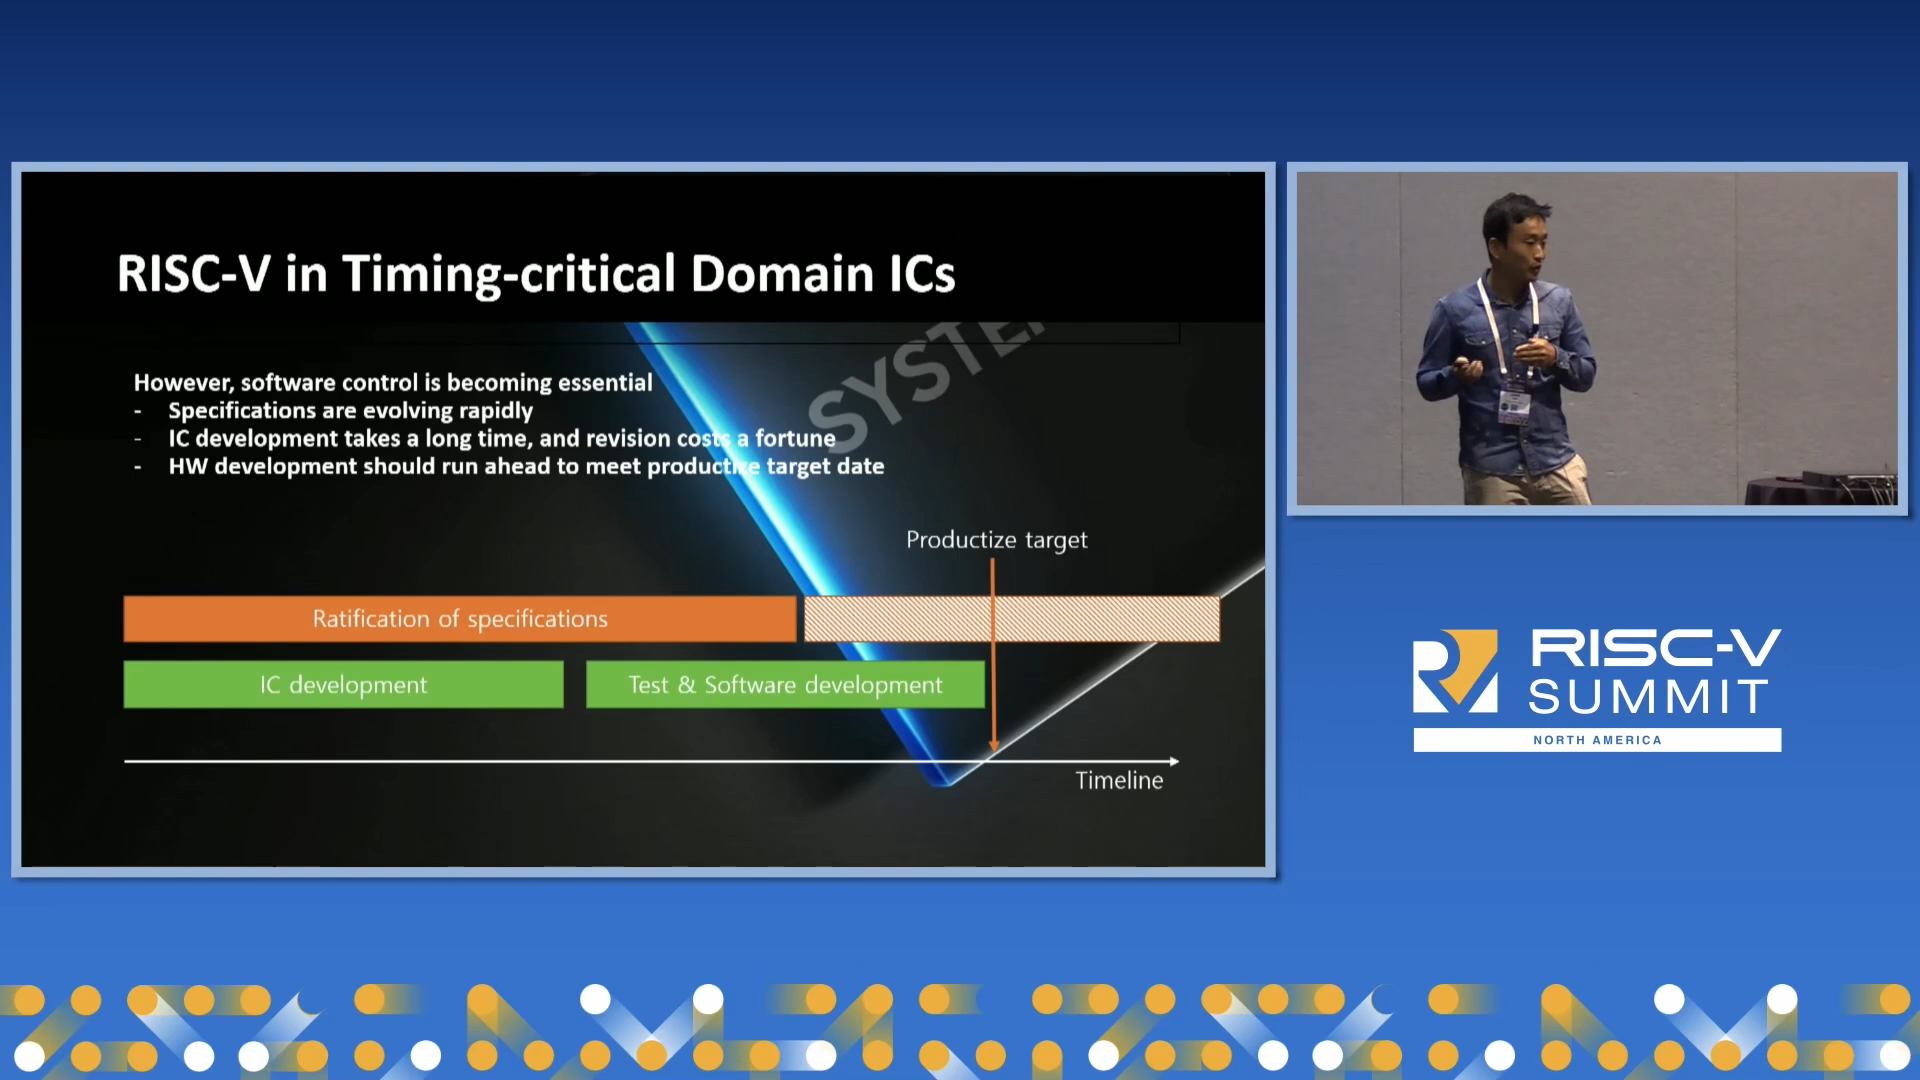 RISC-V in Timing-critical Domain ICs
SYSTE
However, software control is becoming essential
- Specifications are evolving rapidly
- IC development takes a long time, and revision costs a fortune
- HW development should run ahead to meet productize target date
Productize target
Ratification of specifications
IC development
Test & Software development
Timeline
RISC-V
SUMMIT
NORTH AMERICA